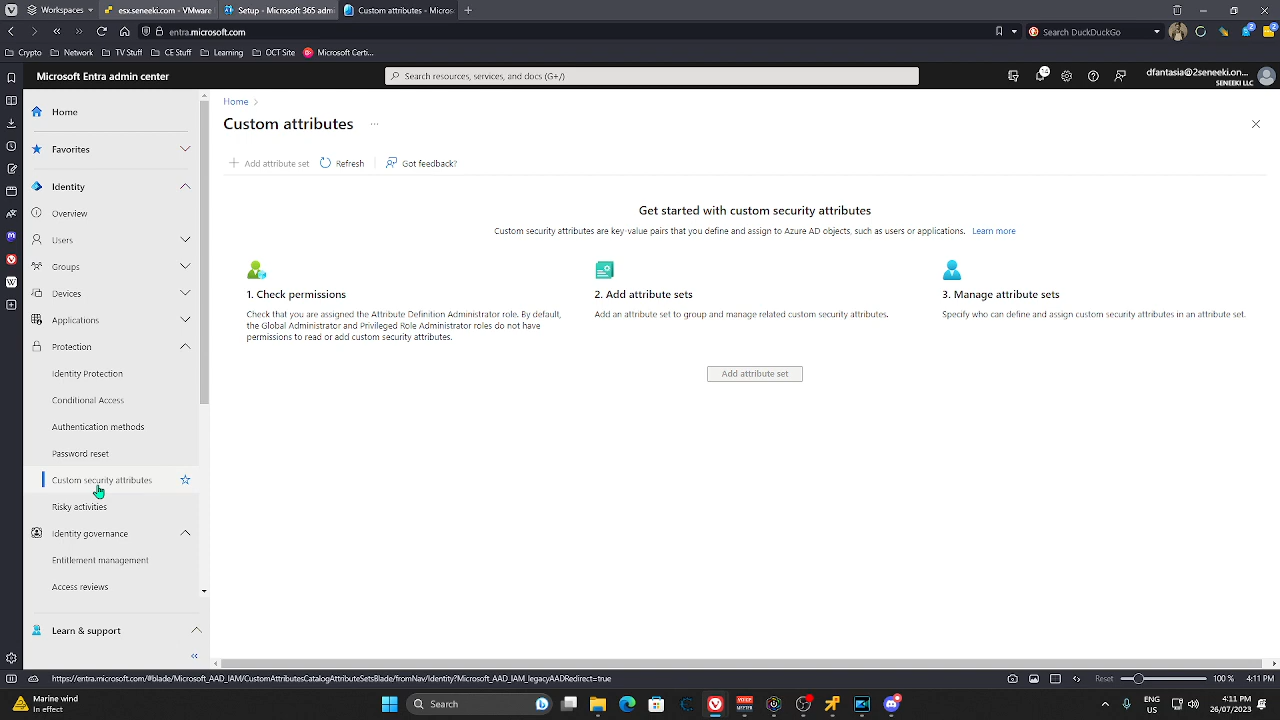 Workspaces
esx.seneeki.com - VMware
Setup - Microsoft 365 adm
Custom attributes - Micros
entra.microsoft.com
Search DuckDuckGo
2
2
Crypto
Network
TV Stuff
CE Stuff
Learning
OCT Site
Microsoft Certi...
Microsoft Entra admin center
Search resources, services, and docs (G+/)
dfantasia@2seneeki.on...
SENEEKI LLC
Home
Favorites
Identity
Overview
Users
Groups
Devices
Applications
Protection
Identity Protection
Conditional Access
Authentication methods
Password reset
Custom security attributes
Risky activities
Identity governance
Entitlement management
Access reviews
Learn & support
Home
Custom attributes ...
Add attribute set
Refresh
Got feedback?
Get started with custom security attributes
Custom security attributes are key-value pairs that you define and assign to Azure AD objects, such as users or applications. Learn more
1. Check permissions
Check that you are assigned the Attribute Definition Administrator role. By default,
the Global Administrator and Privileged Role Administrator roles do not have
permissions to read or add custom security attributes.
2. Add attribute sets
Add an attribute set to group and manage related custom security attributes.
3. Manage attribute sets
Specify who can define and assign custom security attributes in an attribute set.
Add attribute set
https://entra.microsoft.com/#blade/Microsoft_AAD_IAM/CustomAttributesCatalogAttributeSetsBlade/fromNav/Identity?Microsoft_AAD_IAM_legacyAADRedirect=true
Reset
100 %
4:11 PM
Marine wind
In effect
Search
ENG
US
4:11 PM
26/07/2023